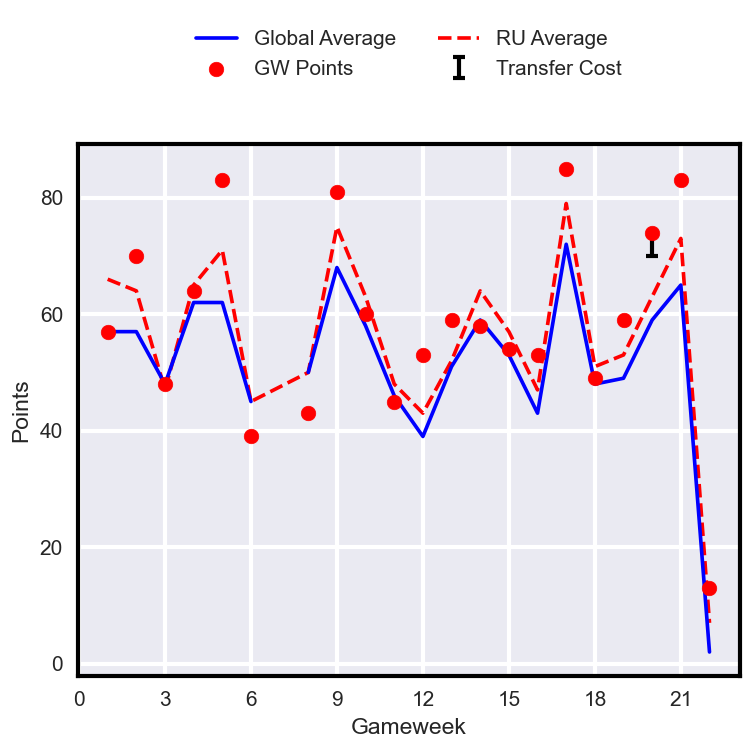 Global Average RU Average
GW Points Transfer Cost
80
60
40
20
0
Points
0 3 6 9 12 15 18 21
Gameweek